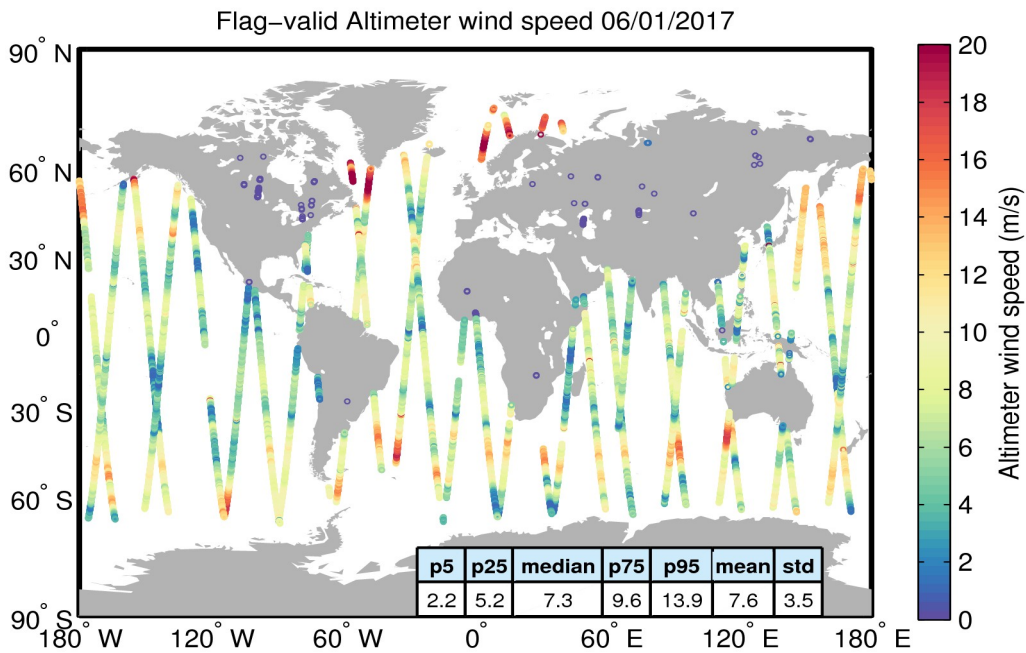 Flag−valid Altimeter wind speed 06/01/2017
90° N
60° N
30° N
0°
30° S
60° S
90° S
180° W
120° W
60° W
0°
60° E
120° E
180° E
p5 p25 median p75 p95 mean std
2.2 5.2 7.3 9.6 13.9 7.6 3.5
20
18
16
14
12
10
8
6
4
2
0
Altimeter wind speed (m/s)